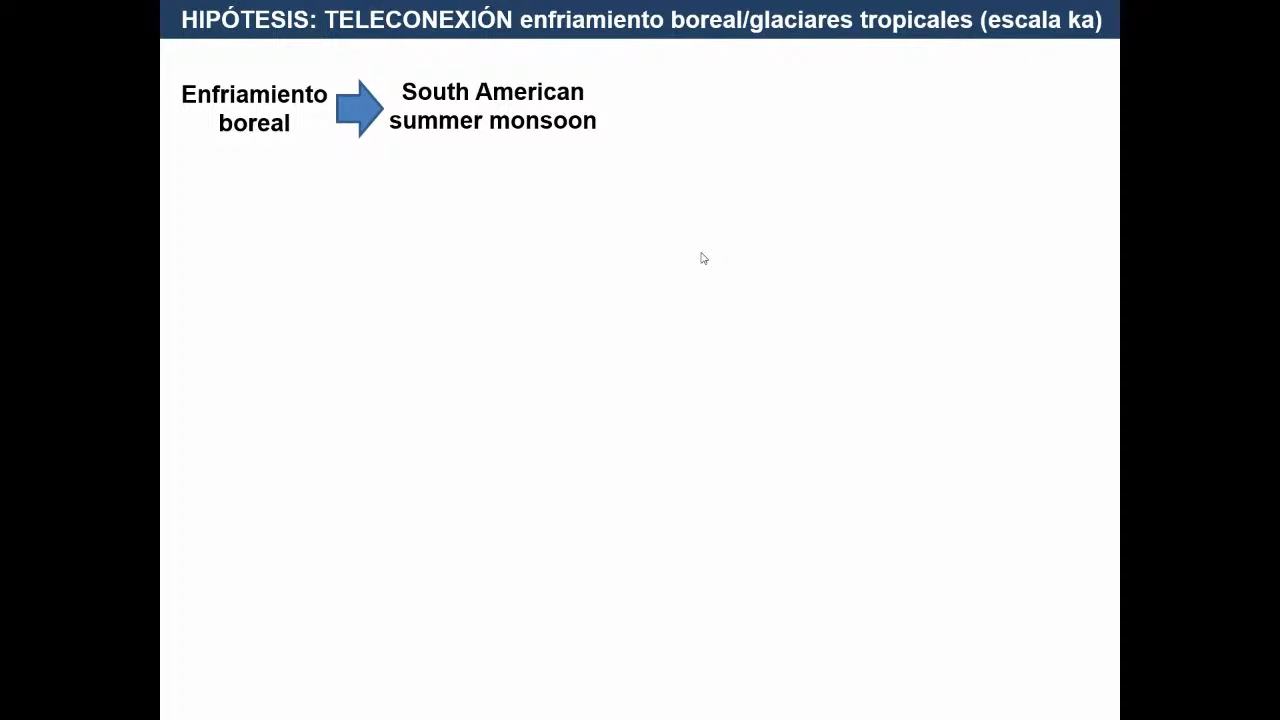 HIPÓTESIS: TELECONEXIÓN enfriamiento boreal/glaciares tropicales (escala ka)
Enfriamiento
boreal
South American
summer monsoon